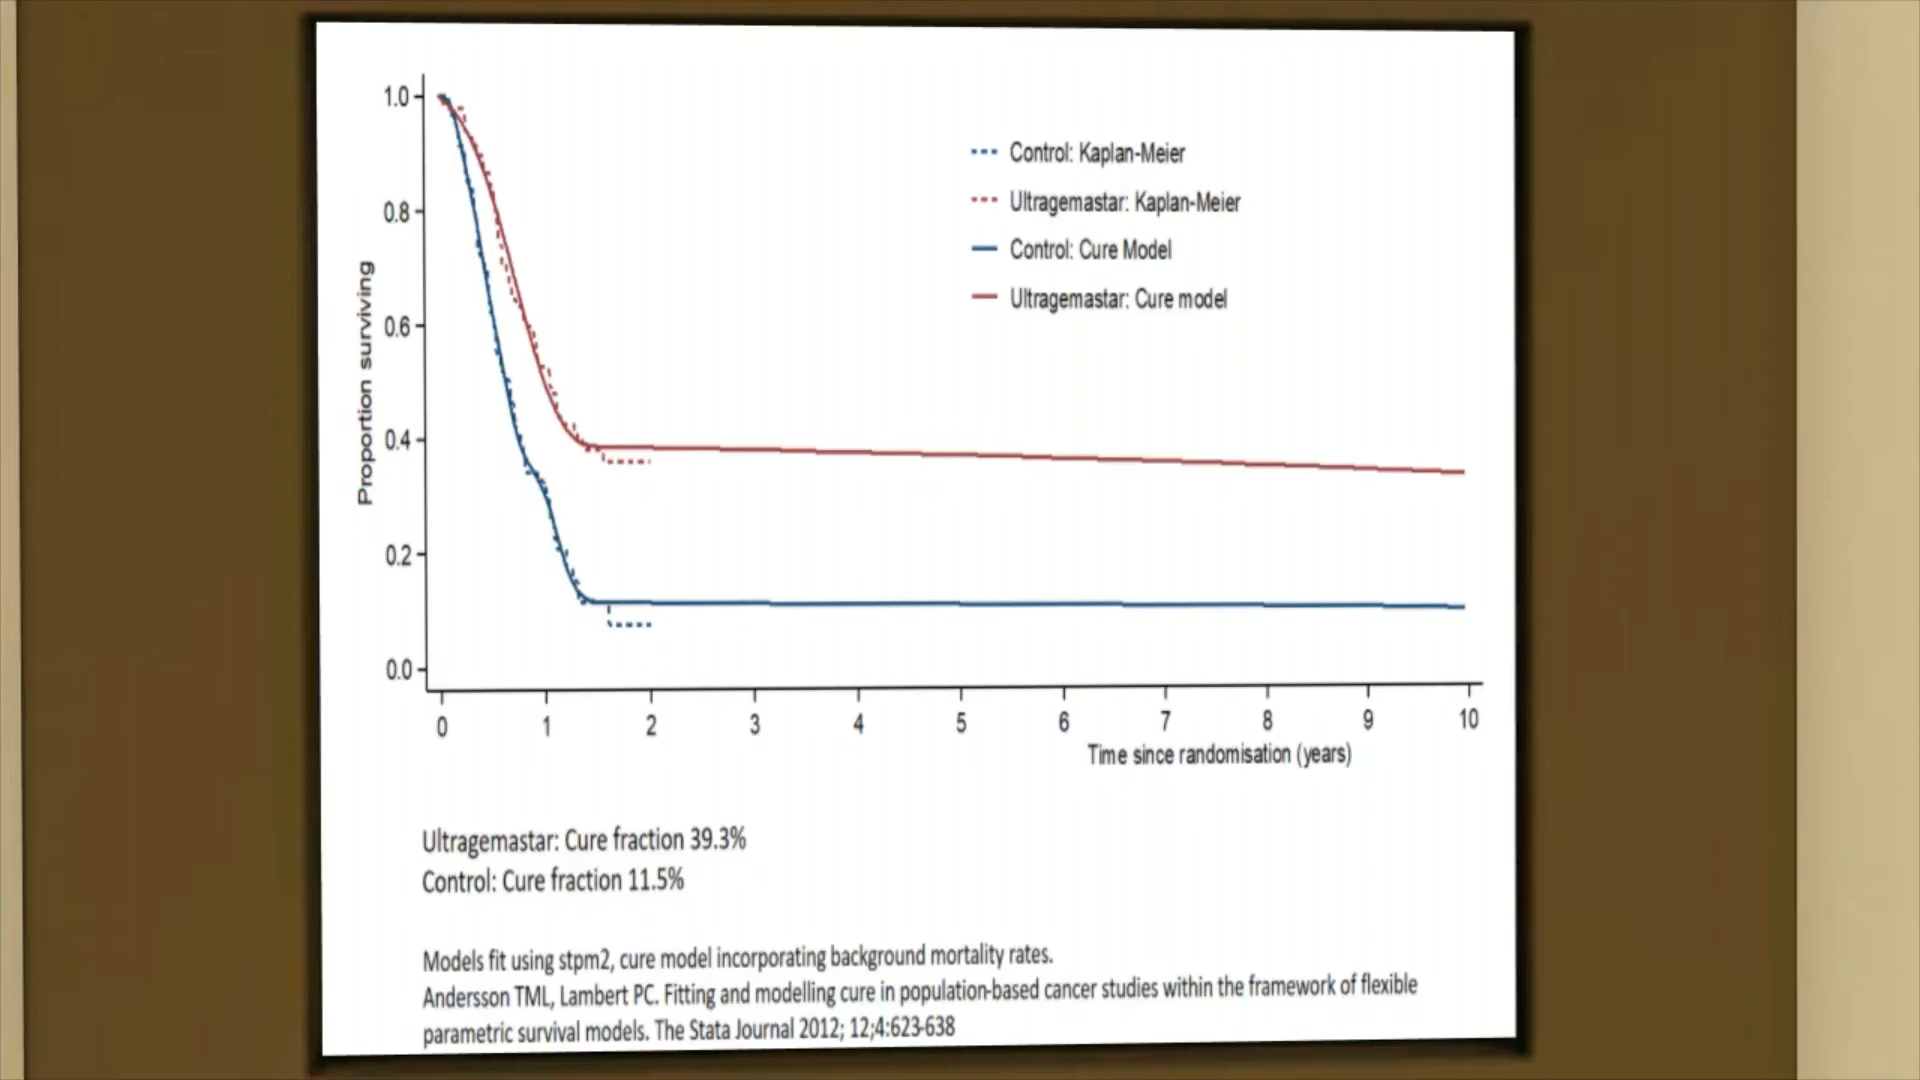 1.0
0.8
0.6
0.4
0.2
0.0
Proportion surviving
Control: Kaplan-Meier
Ultragemastar: Kaplan-Meier
Control: Cure Model
Ultragemastar: Cure model
0 1 2 3 4 5 6 7 8 9 10
Time since randomisation (years)
Ultragemastar: Cure fraction 39.3%
Control: Cure fraction 11.5%
Models fit using stpm2, cure model incorporating background mortality rates.
Andersson TML, Lambert PC. Fitting and modelling cure in population-based cancer studies within the framework of flexible
parametric survival models. The Stata Journal 2012; 12;4:623-638